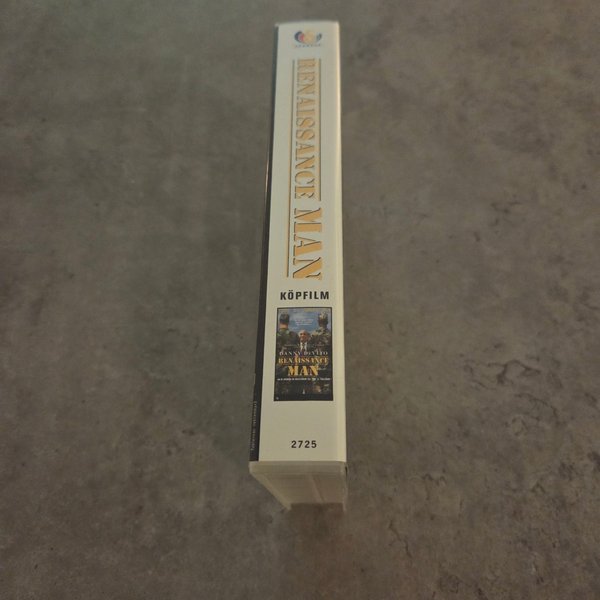 RENAISSANCE MAN
KÖPFILM
DANNY DEVITO
RENAISSANCE
MAN
2725